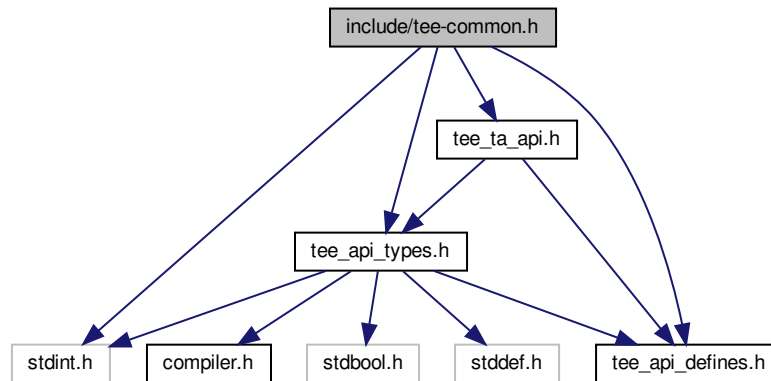 include/tee-common.h
tee_ta_api.h
tee_api_types.h
stdint.h
compiler.h
stdbool.h
stddef.h
tee_api_defines.h